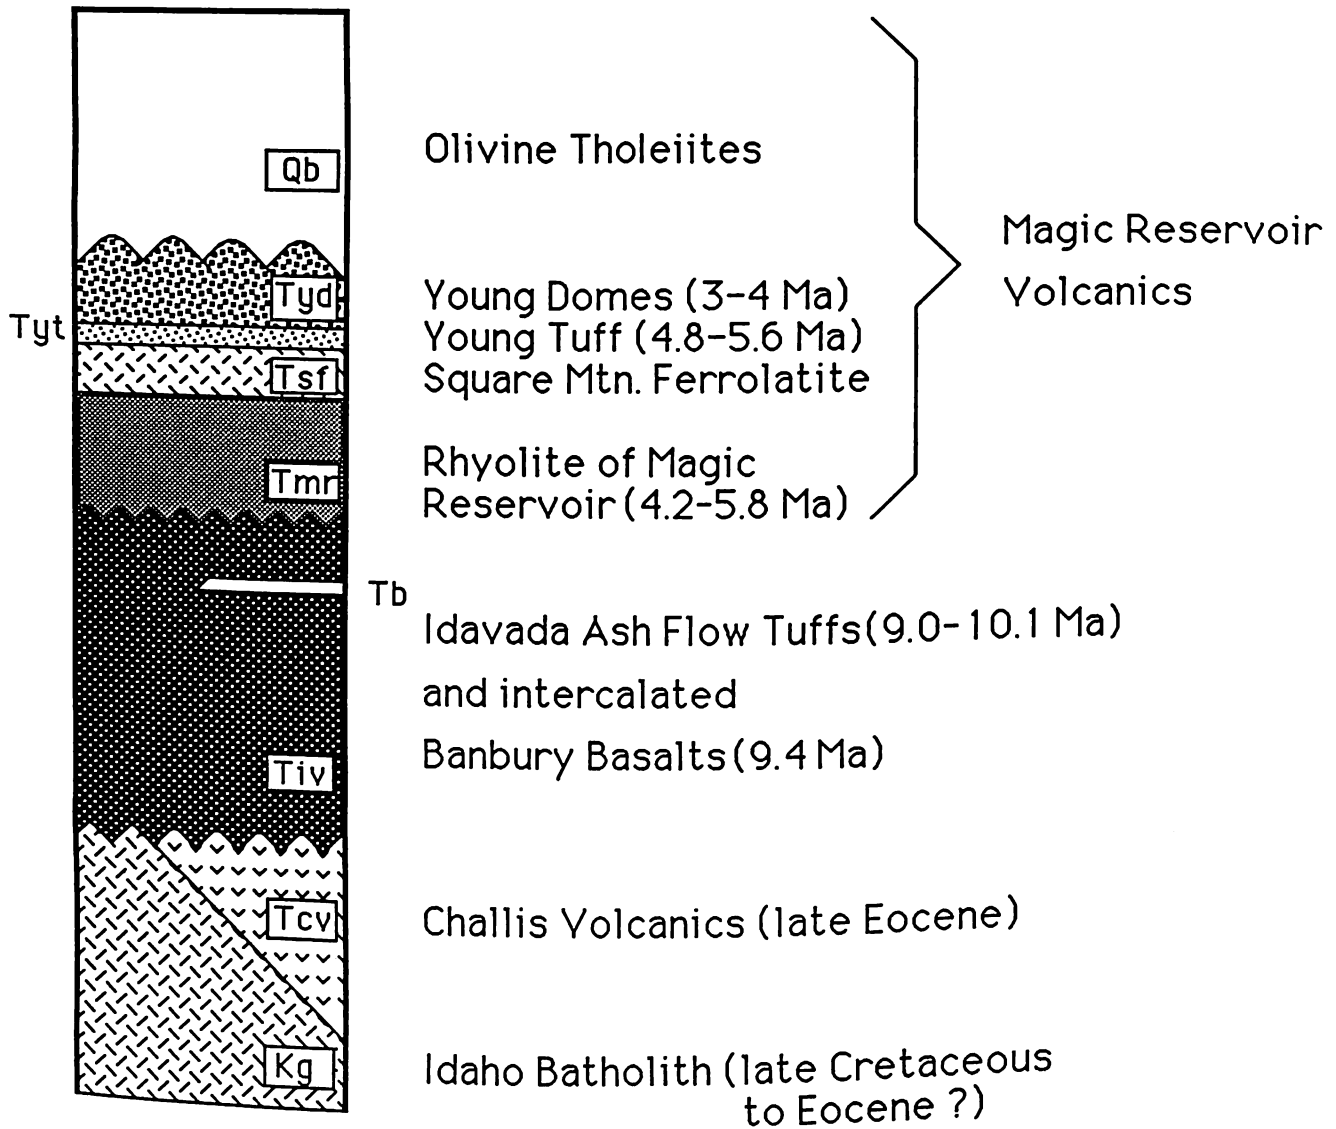 Qb
Olivine Tholeiites
Magic Reservoir
Volcanics
Tyd
Young Domes (3-4 Ma)
Tyt
Young Tuff (4.8-5.6 Ma)
Tsf
Square Mtn. Ferrolatite
Tmr
Rhyolite of Magic
Reservoir (4.2-5.8 Ma)
Tb
Idavada Ash Flow Tuffs (9.0-10.1 Ma)
and intercalated
Tiv
Banbury Basalts (9.4 Ma)
Tcv
Challis Volcanics (late Eocene)
Kg
Idaho Batholith (late Cretaceous
to Eocene ?)